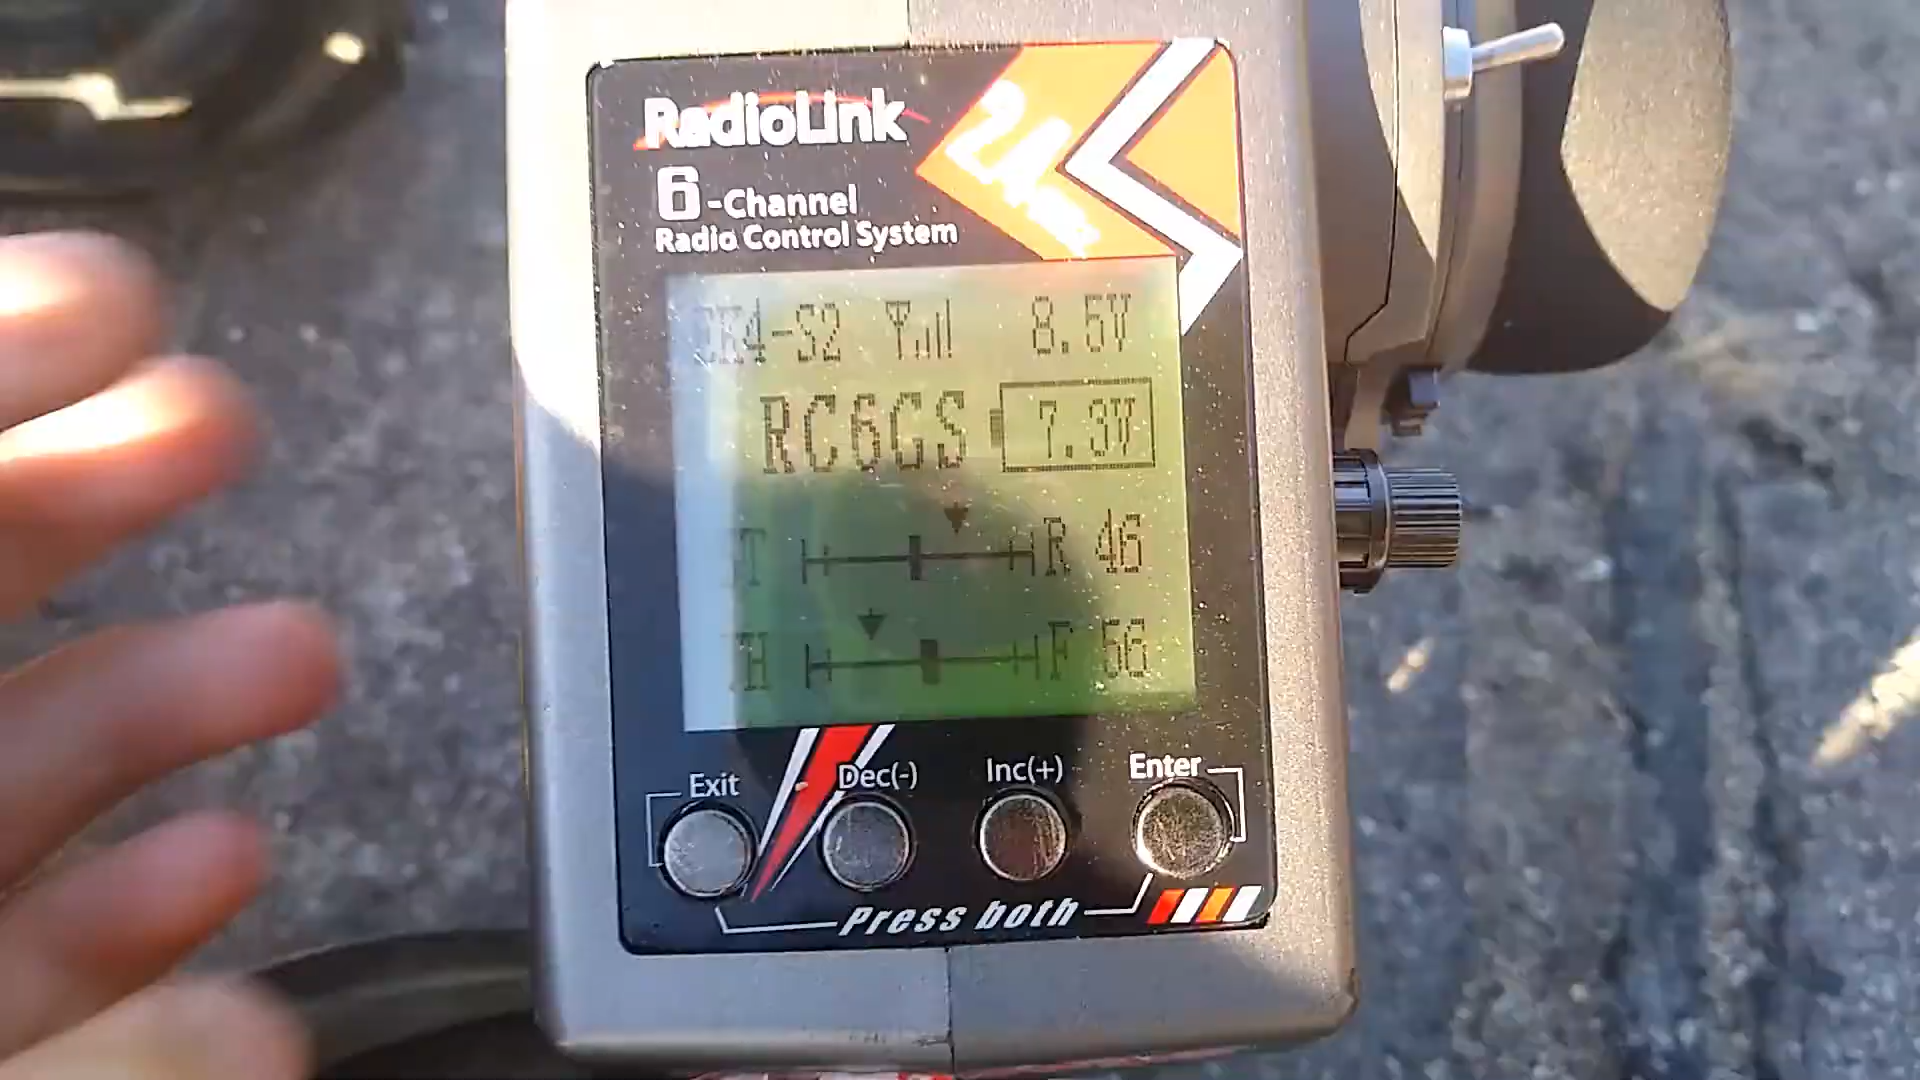 RadioLink
2.4
6-Channel
Radio Control System
-S2 8.5V
RC6GS 7.3V
T R 46
TH F 56
Exit Dec(-) Inc(+) Enter
Press both